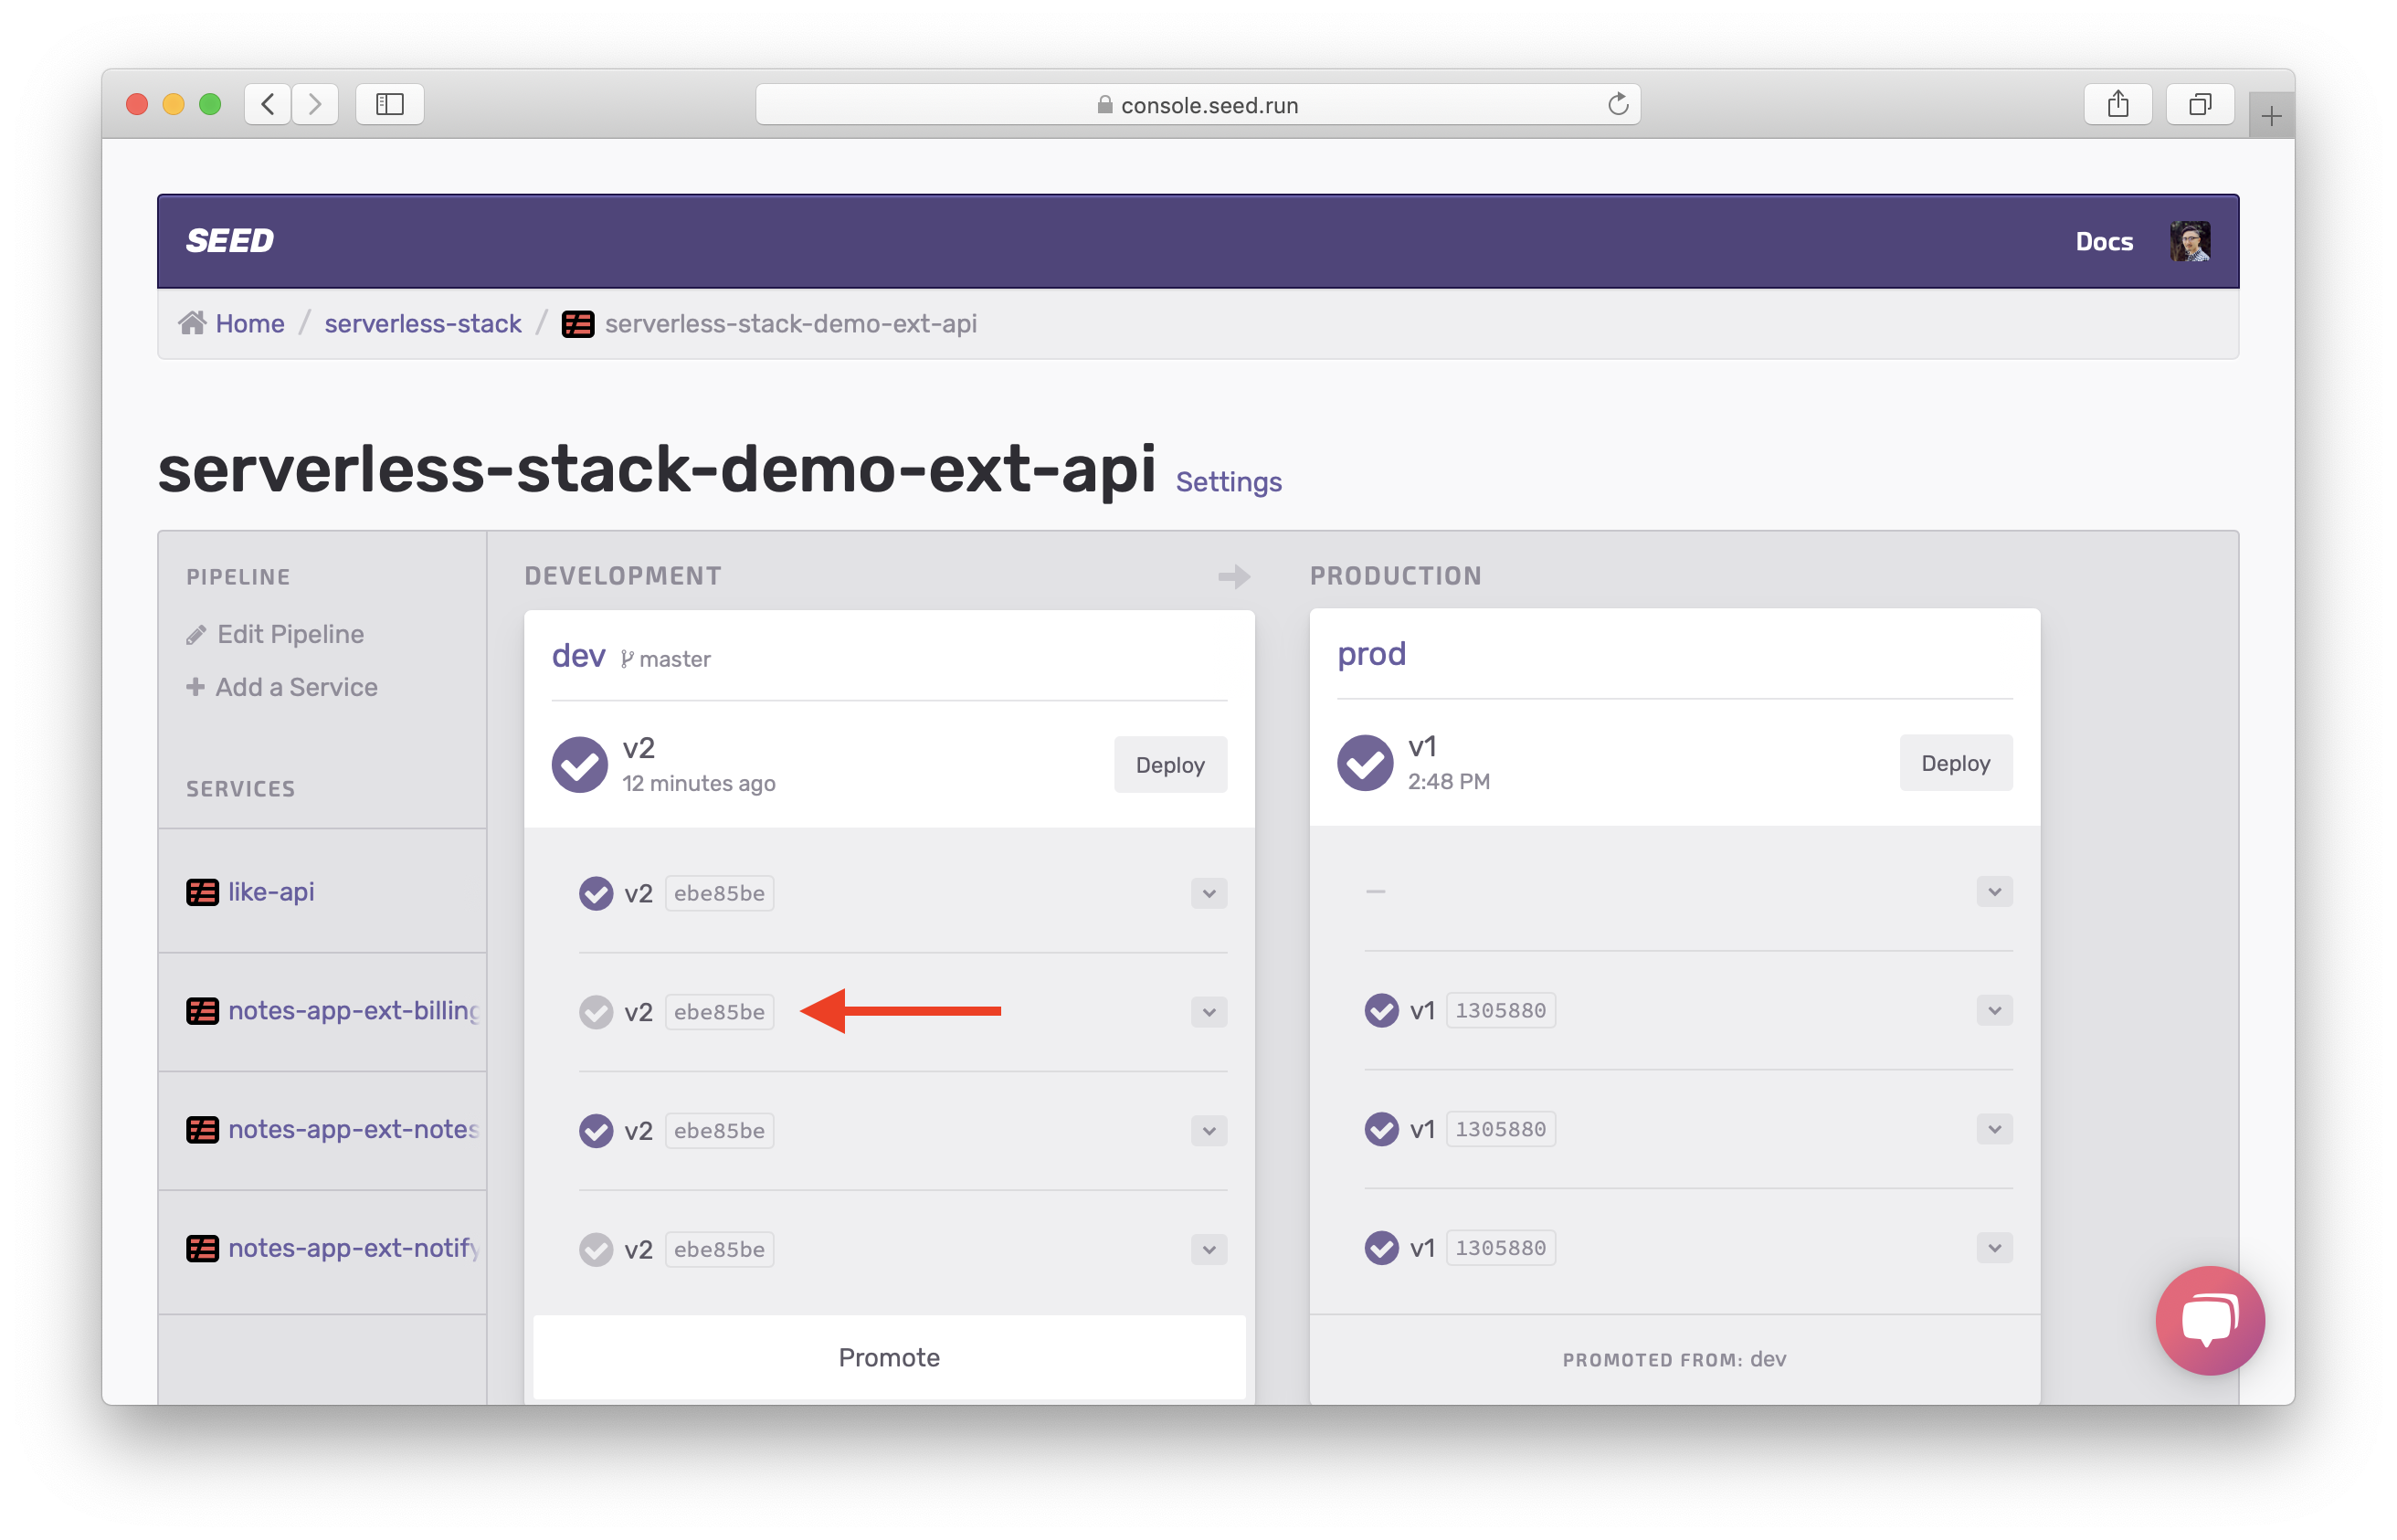 console.seed.run
SEED
Docs
Home / serverless-stack / serverless-stack-demo-ext-api
serverless-stack-demo-ext-api Settings
PIPELINE
Edit Pipeline
Add a Service
SERVICES
like-api
notes-app-ext-billing
notes-app-ext-notes
notes-app-ext-notify
DEVELOPMENT
dev master
v2
12 minutes ago
Deploy
v2 ebe85be
v2 ebe85be
v2 ebe85be
v2 ebe85be
Promote
PRODUCTION
prod
v1
2:48 PM
Deploy
—
v1 1305880
v1 1305880
v1 1305880
PROMOTED FROM: dev